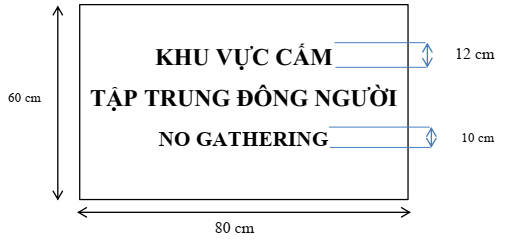 KHU VỰC CẤM
12 cm
60 cm
TẬP TRUNG ĐÔNG NGƯỜI
NO GATHERING
10 cm
80 cm